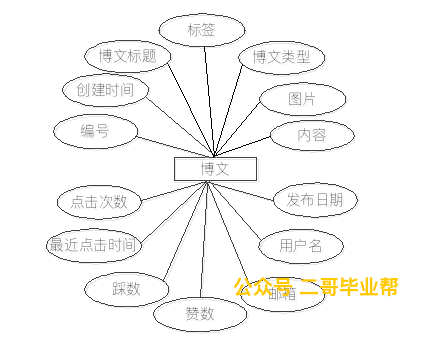 标签
博文标题
博文类型
创建时间
图片
编号
内容
博文
点击次数
发布日期
最近点击时间
用户名
踩数
邮箱
赞数
公众号 二哥毕业帮